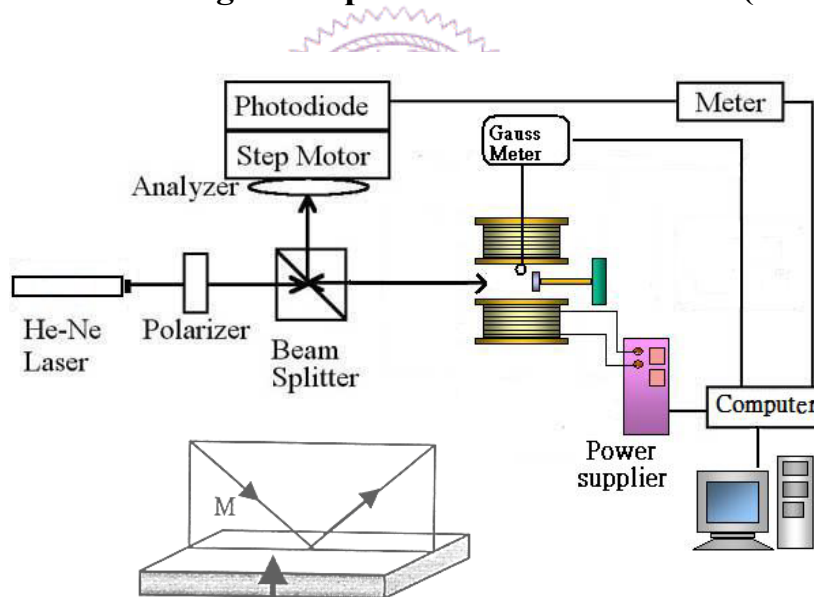 Photodiode
Meter
Gauss
Meter
Step Motor
Analyzer
He-Ne
Laser
Polarizer
Beam
Splitter
Computer
Power
supplier
M